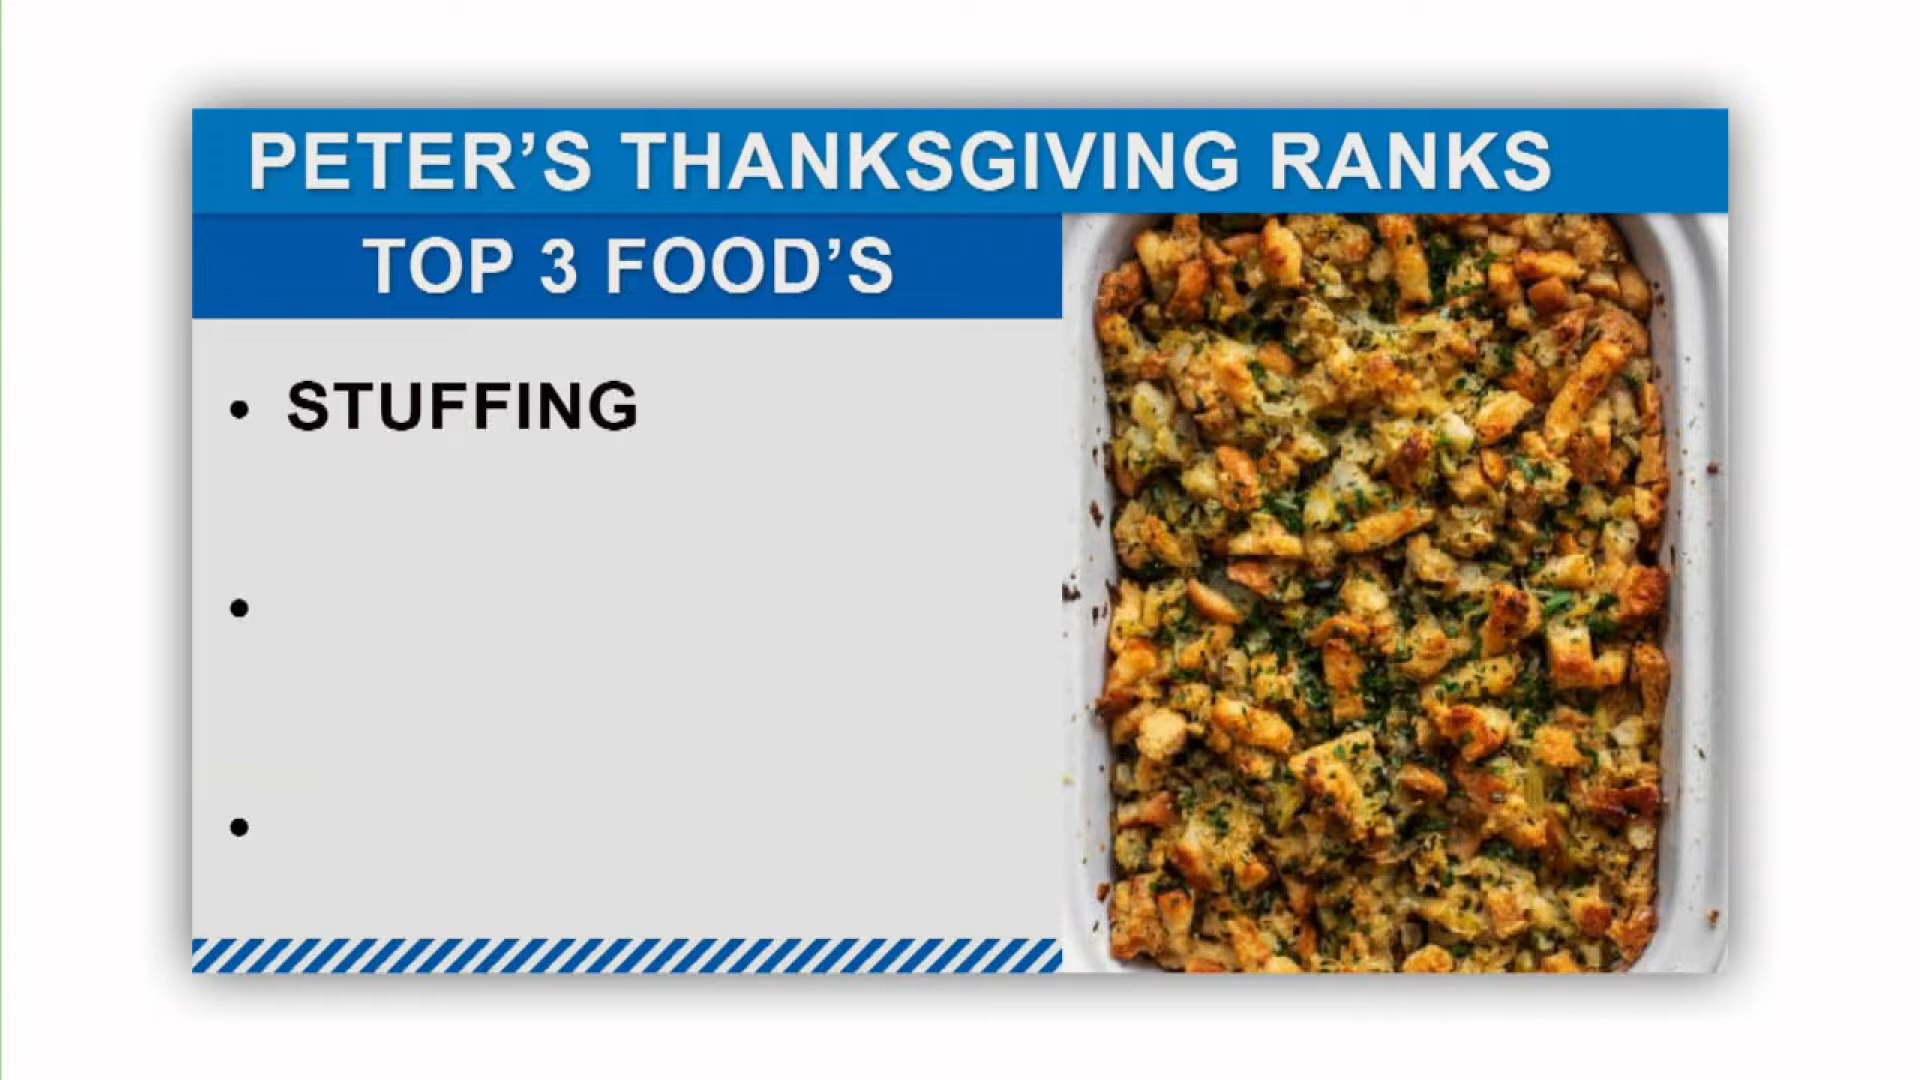 PETER’S THANKSGIVING RANKS
TOP 3 FOOD’S
• STUFFING
•
•